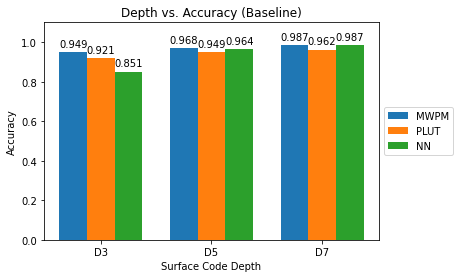 Depth vs. Accuracy (Baseline)
Accuracy
1.0
0.8
0.6
0.4
0.2
0.0
0.949
0.921
0.851
0.968
0.949
0.964
0.987
0.962
0.987
D3
D5
D7
Surface Code Depth
MWPM
PLUT
NN